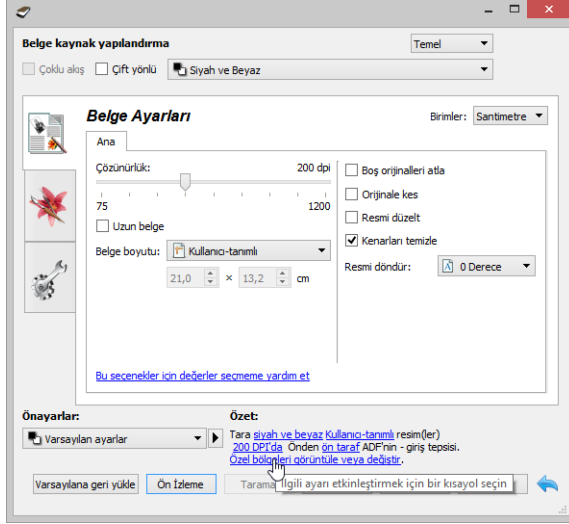 Belge kaynak yapılandırma
Temel
Çoklu akış
Çift yönlü
Siyah ve Beyaz
Belge Ayarları
Birimler:
Santimetre
Ana
Çözünürlük:
200 dpi
75
1200
Uzun belge
Belge boyutu:
Kullanıcı-tanımlı
21,0
×
13,2
cm
Boş orijinalleri atla
Orijinale kes
Resmi düzelt
Kenarları temizle
Resmi döndür:
0 Derece
Bu seçenekler için değerler seçmeme yardım et
Önayarlar:
Varsayılan ayarlar
Özet:
Tara siyah ve beyaz Kullanıcı-tanımlı resim(ler)
200 DPI'da Önden ön taraf ADF'nin - giriş tepsisi.
Özel bölgeleri görüntüle veya değiştir.
Varsayılana geri yükle
Ön İzleme
Tarama
İlgili ayarı etkinleştirmek için bir kısayol seçin